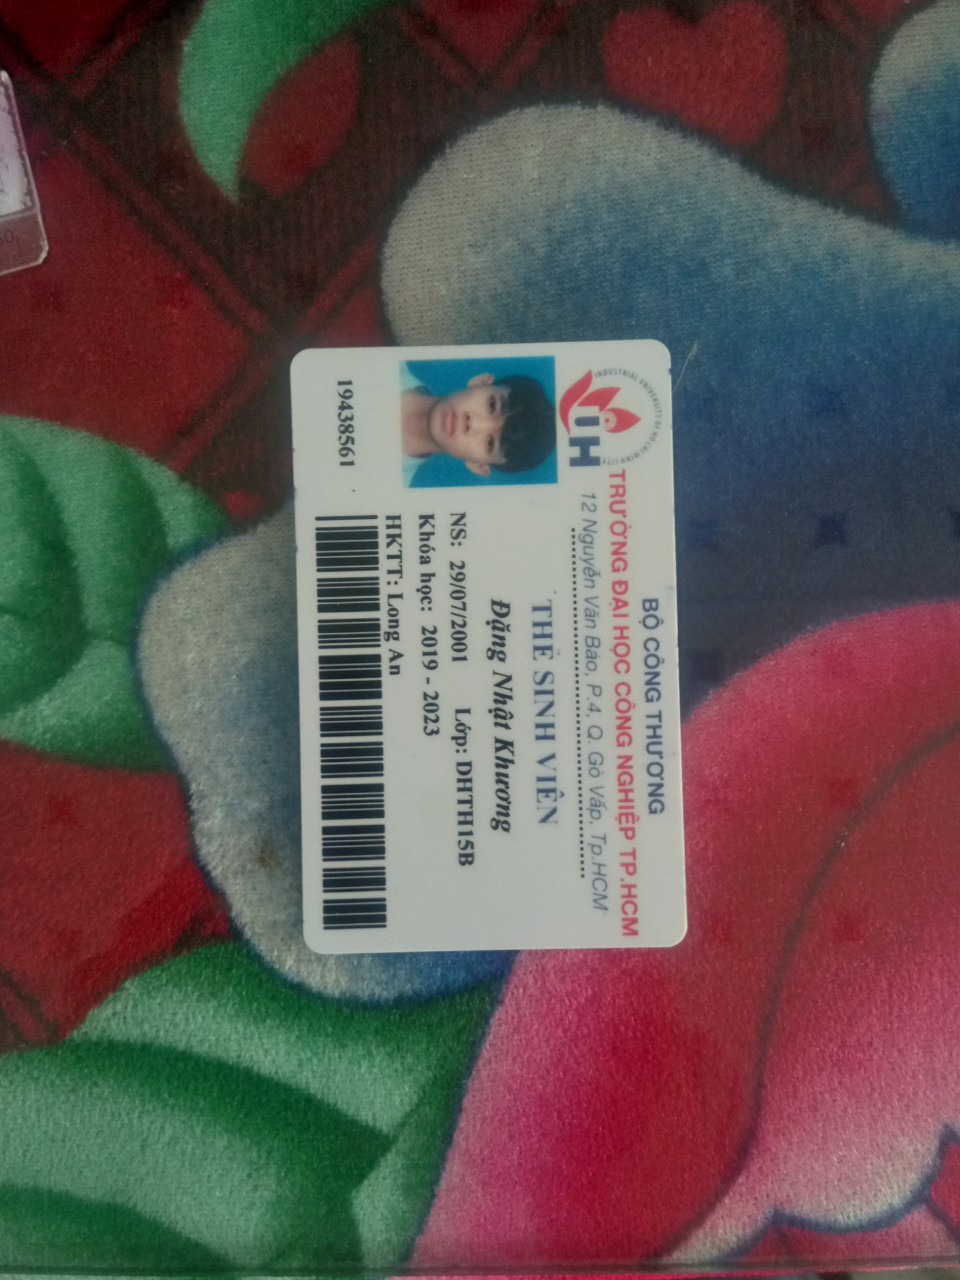 BỘ CÔNG THƯƠNG
TRƯỜNG ĐẠI HỌC CÔNG NGHIỆP TP.HCM
12 Nguyễn Văn Bảo, P.4, Q. Gò Vấp, Tp.HCM
INDUSTRIAL UNIVERSITY OF HO CHI MINH CITY
IUH
THẺ SINH VIÊN
Đặng Nhật Khương
NS: 29/07/2001 Lớp: DHTH15B
Khóa học: 2019 - 2023
HKTT: Long An
19438561